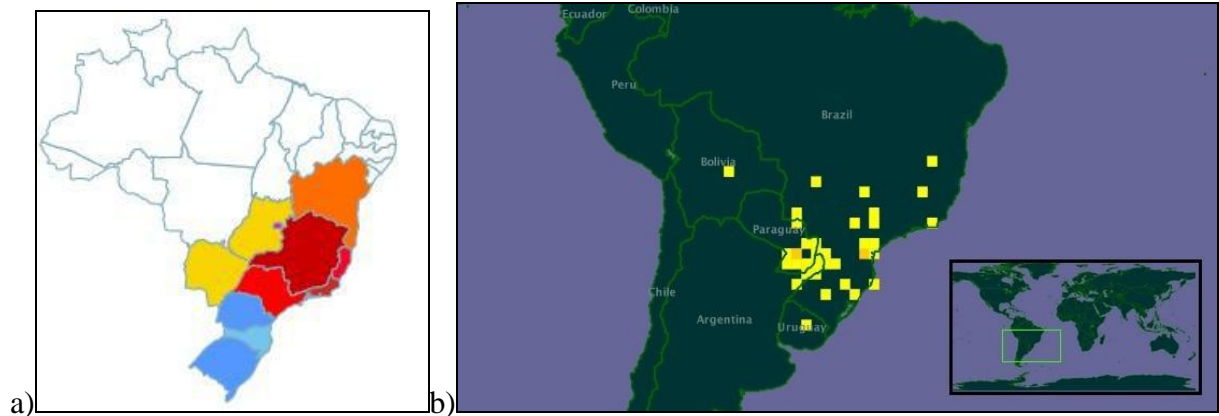 a)
b)
Ecuador
Colombia
Peru
Brazil
Bolivia
Paraguay
Chile
Argentina
Uruguay